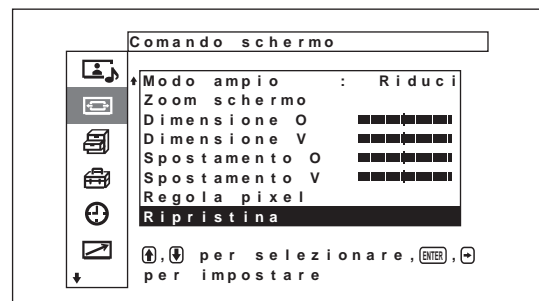 Comando schermo
Modo ampio : Riduci
Zoom schermo
Dimensione O
Dimensione V
Spostamento O
Spostamento V
Regola pixel
Ripristina
, per selezionare, ENTER,
per impostare